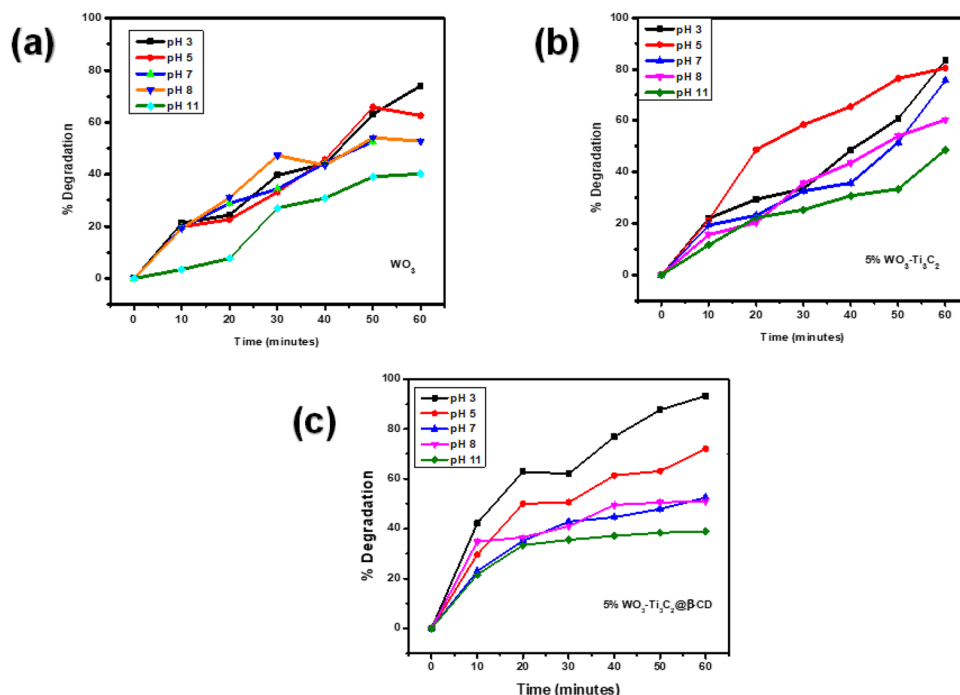 (a)
% Degradation
100
80
60
40
20
0
pH 3
pH 5
pH 7
pH 8
pH 11
WO₃
0 10 20 30 40 50 60
Time (minutes)
(b)
% Degradation
100
80
60
40
20
0
pH 3
pH 5
pH 7
pH 8
pH 11
5% WO₃-Ti₃C₂
0 10 20 30 40 50 60
Time (minutes)
(c)
% Degradation
100
80
60
40
20
0
pH 3
pH 5
pH 7
pH 8
pH 11
5% WO₃-Ti₃C₂@β-CD
0 10 20 30 40 50 60
Time (minutes)